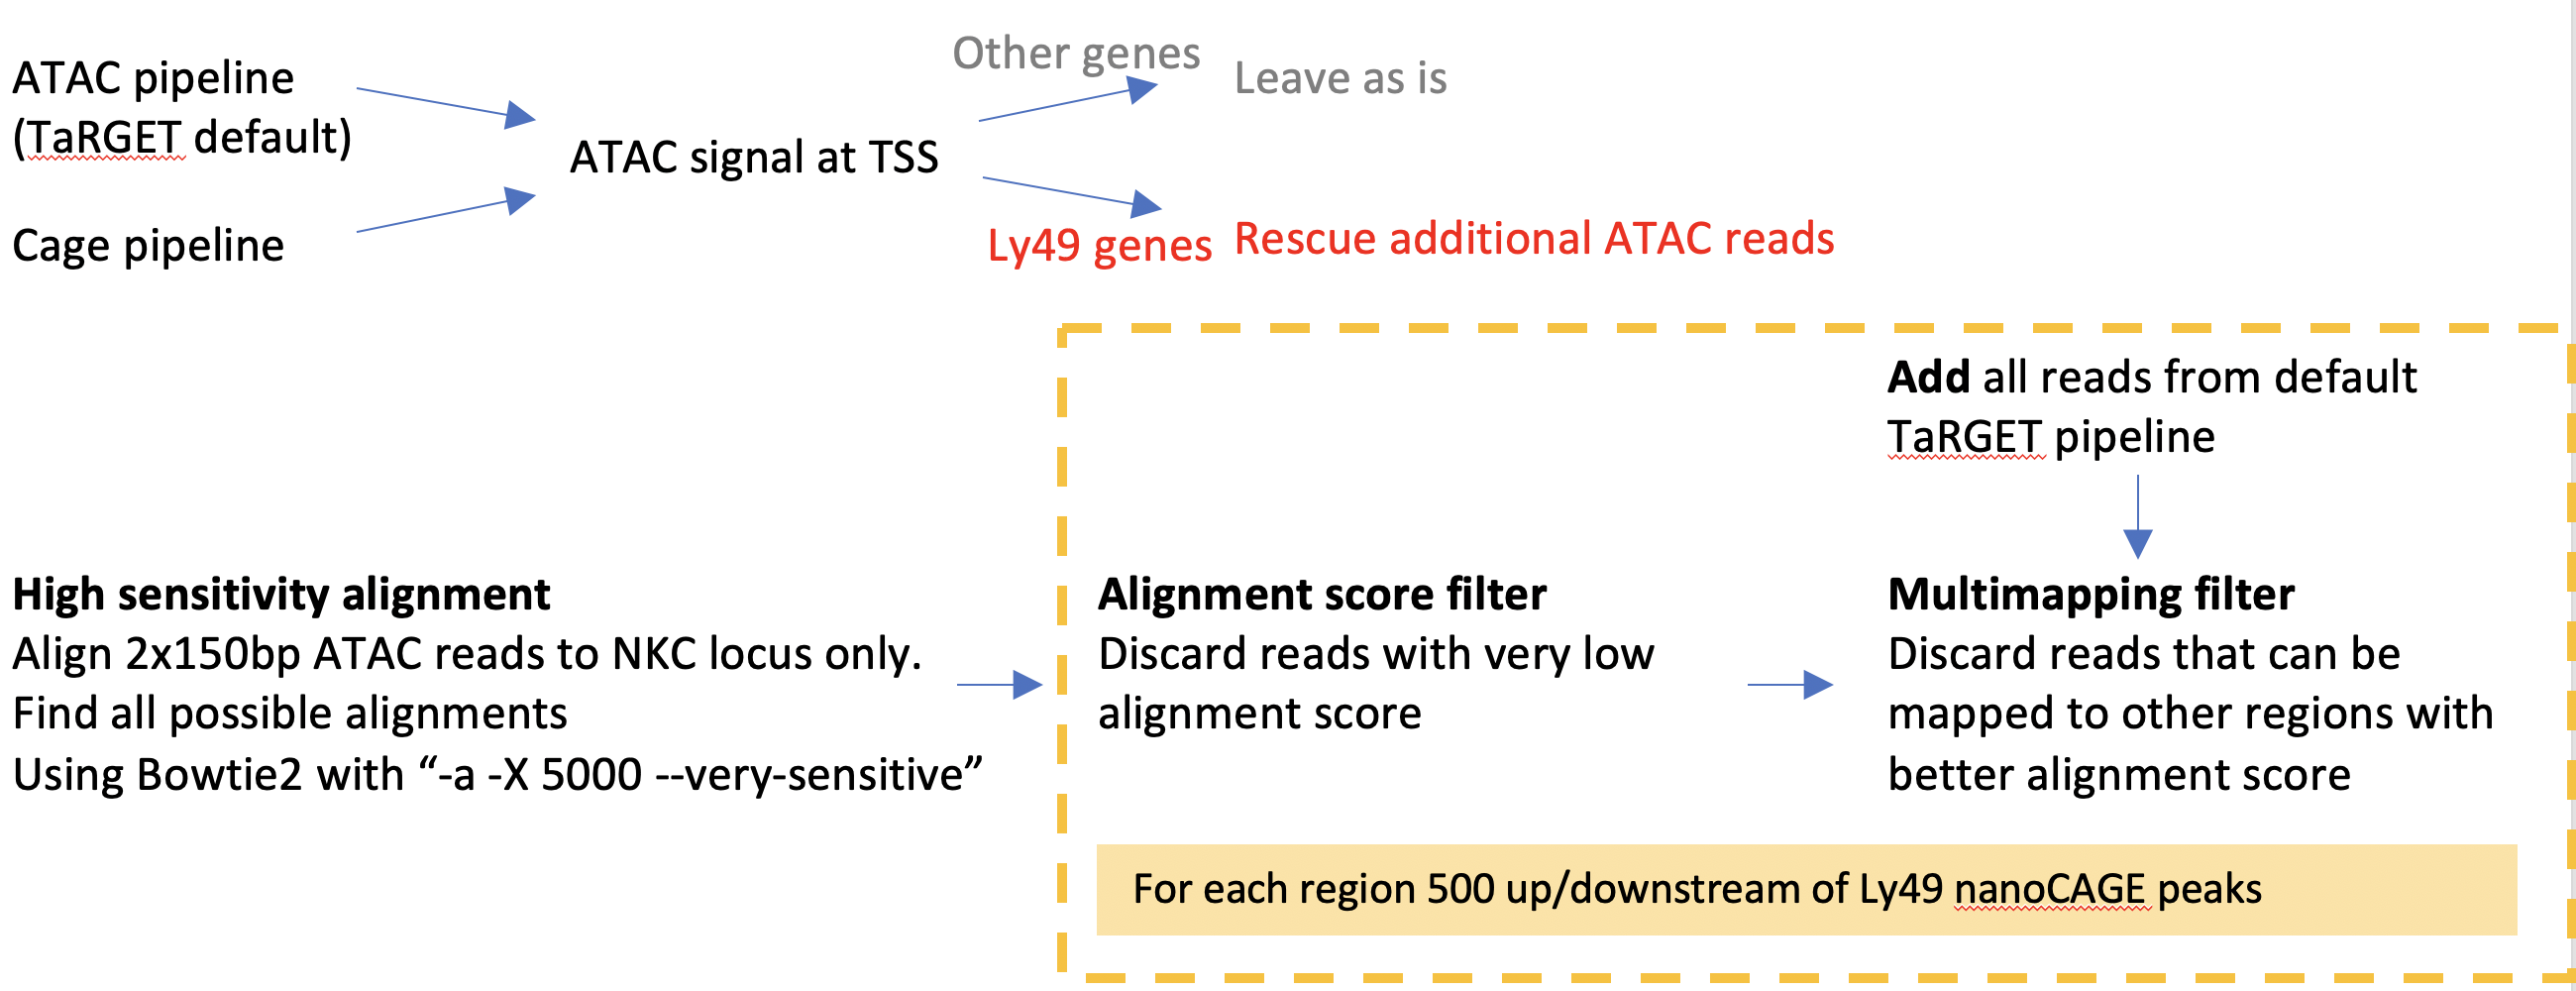 Other genes
ATAC pipeline
(TaRGET default)
Leave as is
ATAC signal at TSS
Cage pipeline
Ly49 genes
Rescue additional ATAC reads
Add all reads from default
TaRGET pipeline
High sensitivity alignment
Align 2x150bp ATAC reads to NKC locus only.
Find all possible alignments
Using Bowtie2 with “-a -X 5000 --very-sensitive”
Alignment score filter
Discard reads with very low
alignment score
Multimapping filter
Discard reads that can be
mapped to other regions with
better alignment score
For each region 500 up/downstream of Ly49 nanoCAGE peaks